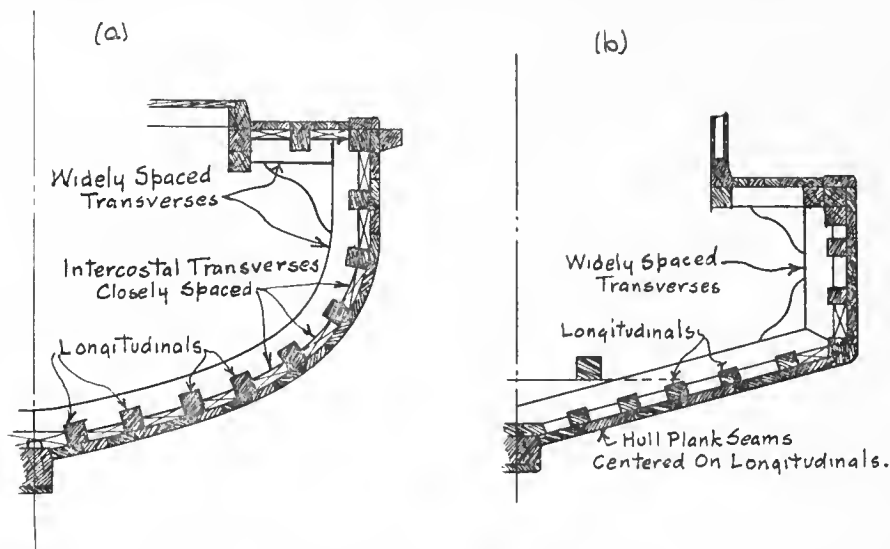 (a)
Widely Spaced
Transverses
Intercostal Transverses
Closely Spaced
Longitudinals
(b)
Widely Spaced
Transverses
Longitudinals
Hull Plank Seams
Centered On Longitudinals.